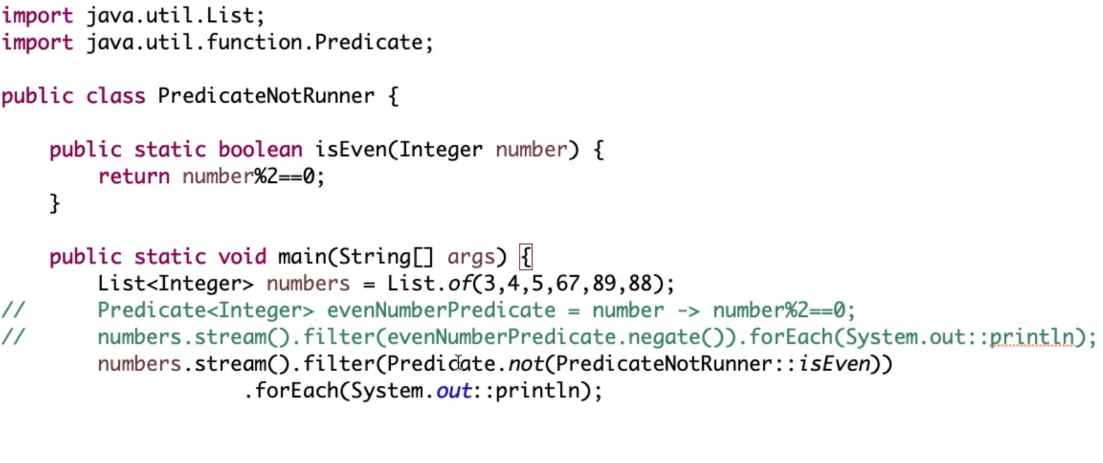 import java.util.List;
import java.util.function.Predicate;
public class PredicateNotRunner {
public static boolean isEven(Integer number) {
return number%2==0;
}
public static void main(String[] args) {
List<Integer> numbers = List.of(3,4,5,67,89,88);
// Predicate<Integer> evenNumberPredicate = number -> number%2==0;
// numbers.stream().filter(evenNumberPredicate.negate()).forEach(System.out::println);
numbers.stream().filter(Predicate.not(PredicateNotRunner::isEven))
.forEach(System.out::println);